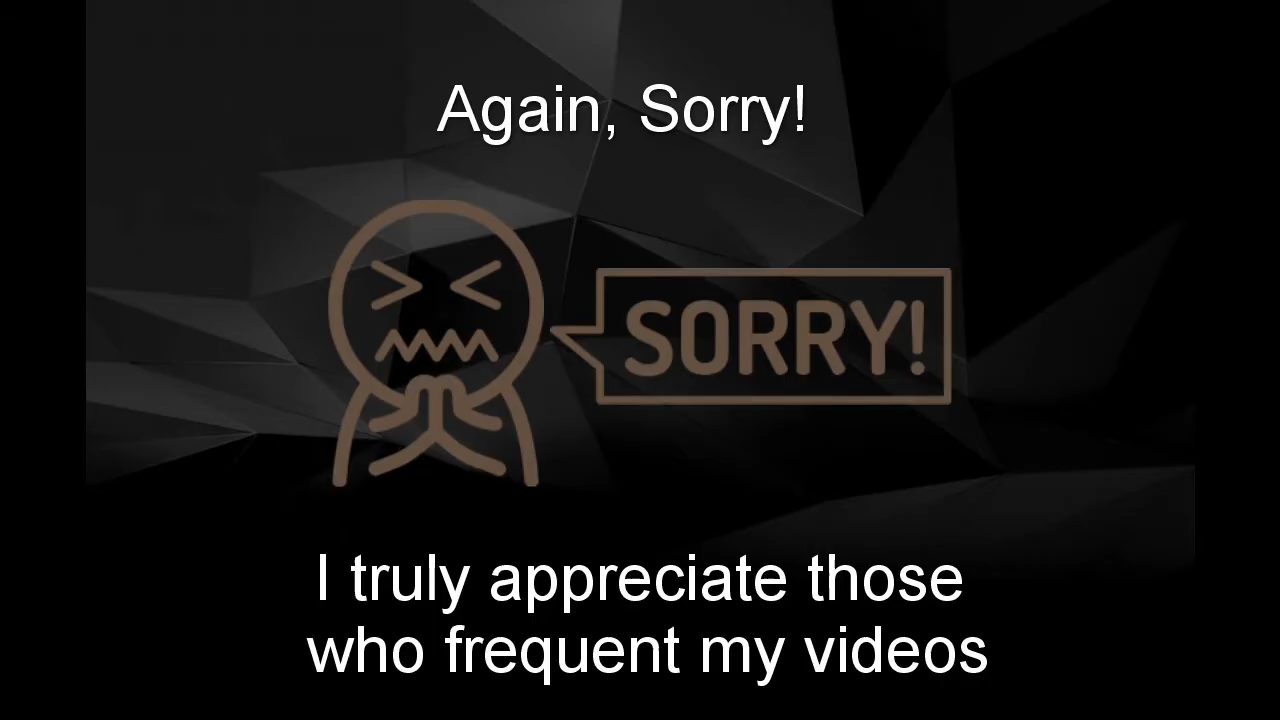 Again, Sorry!
SORRY!
I truly appreciate those
who frequent my videos